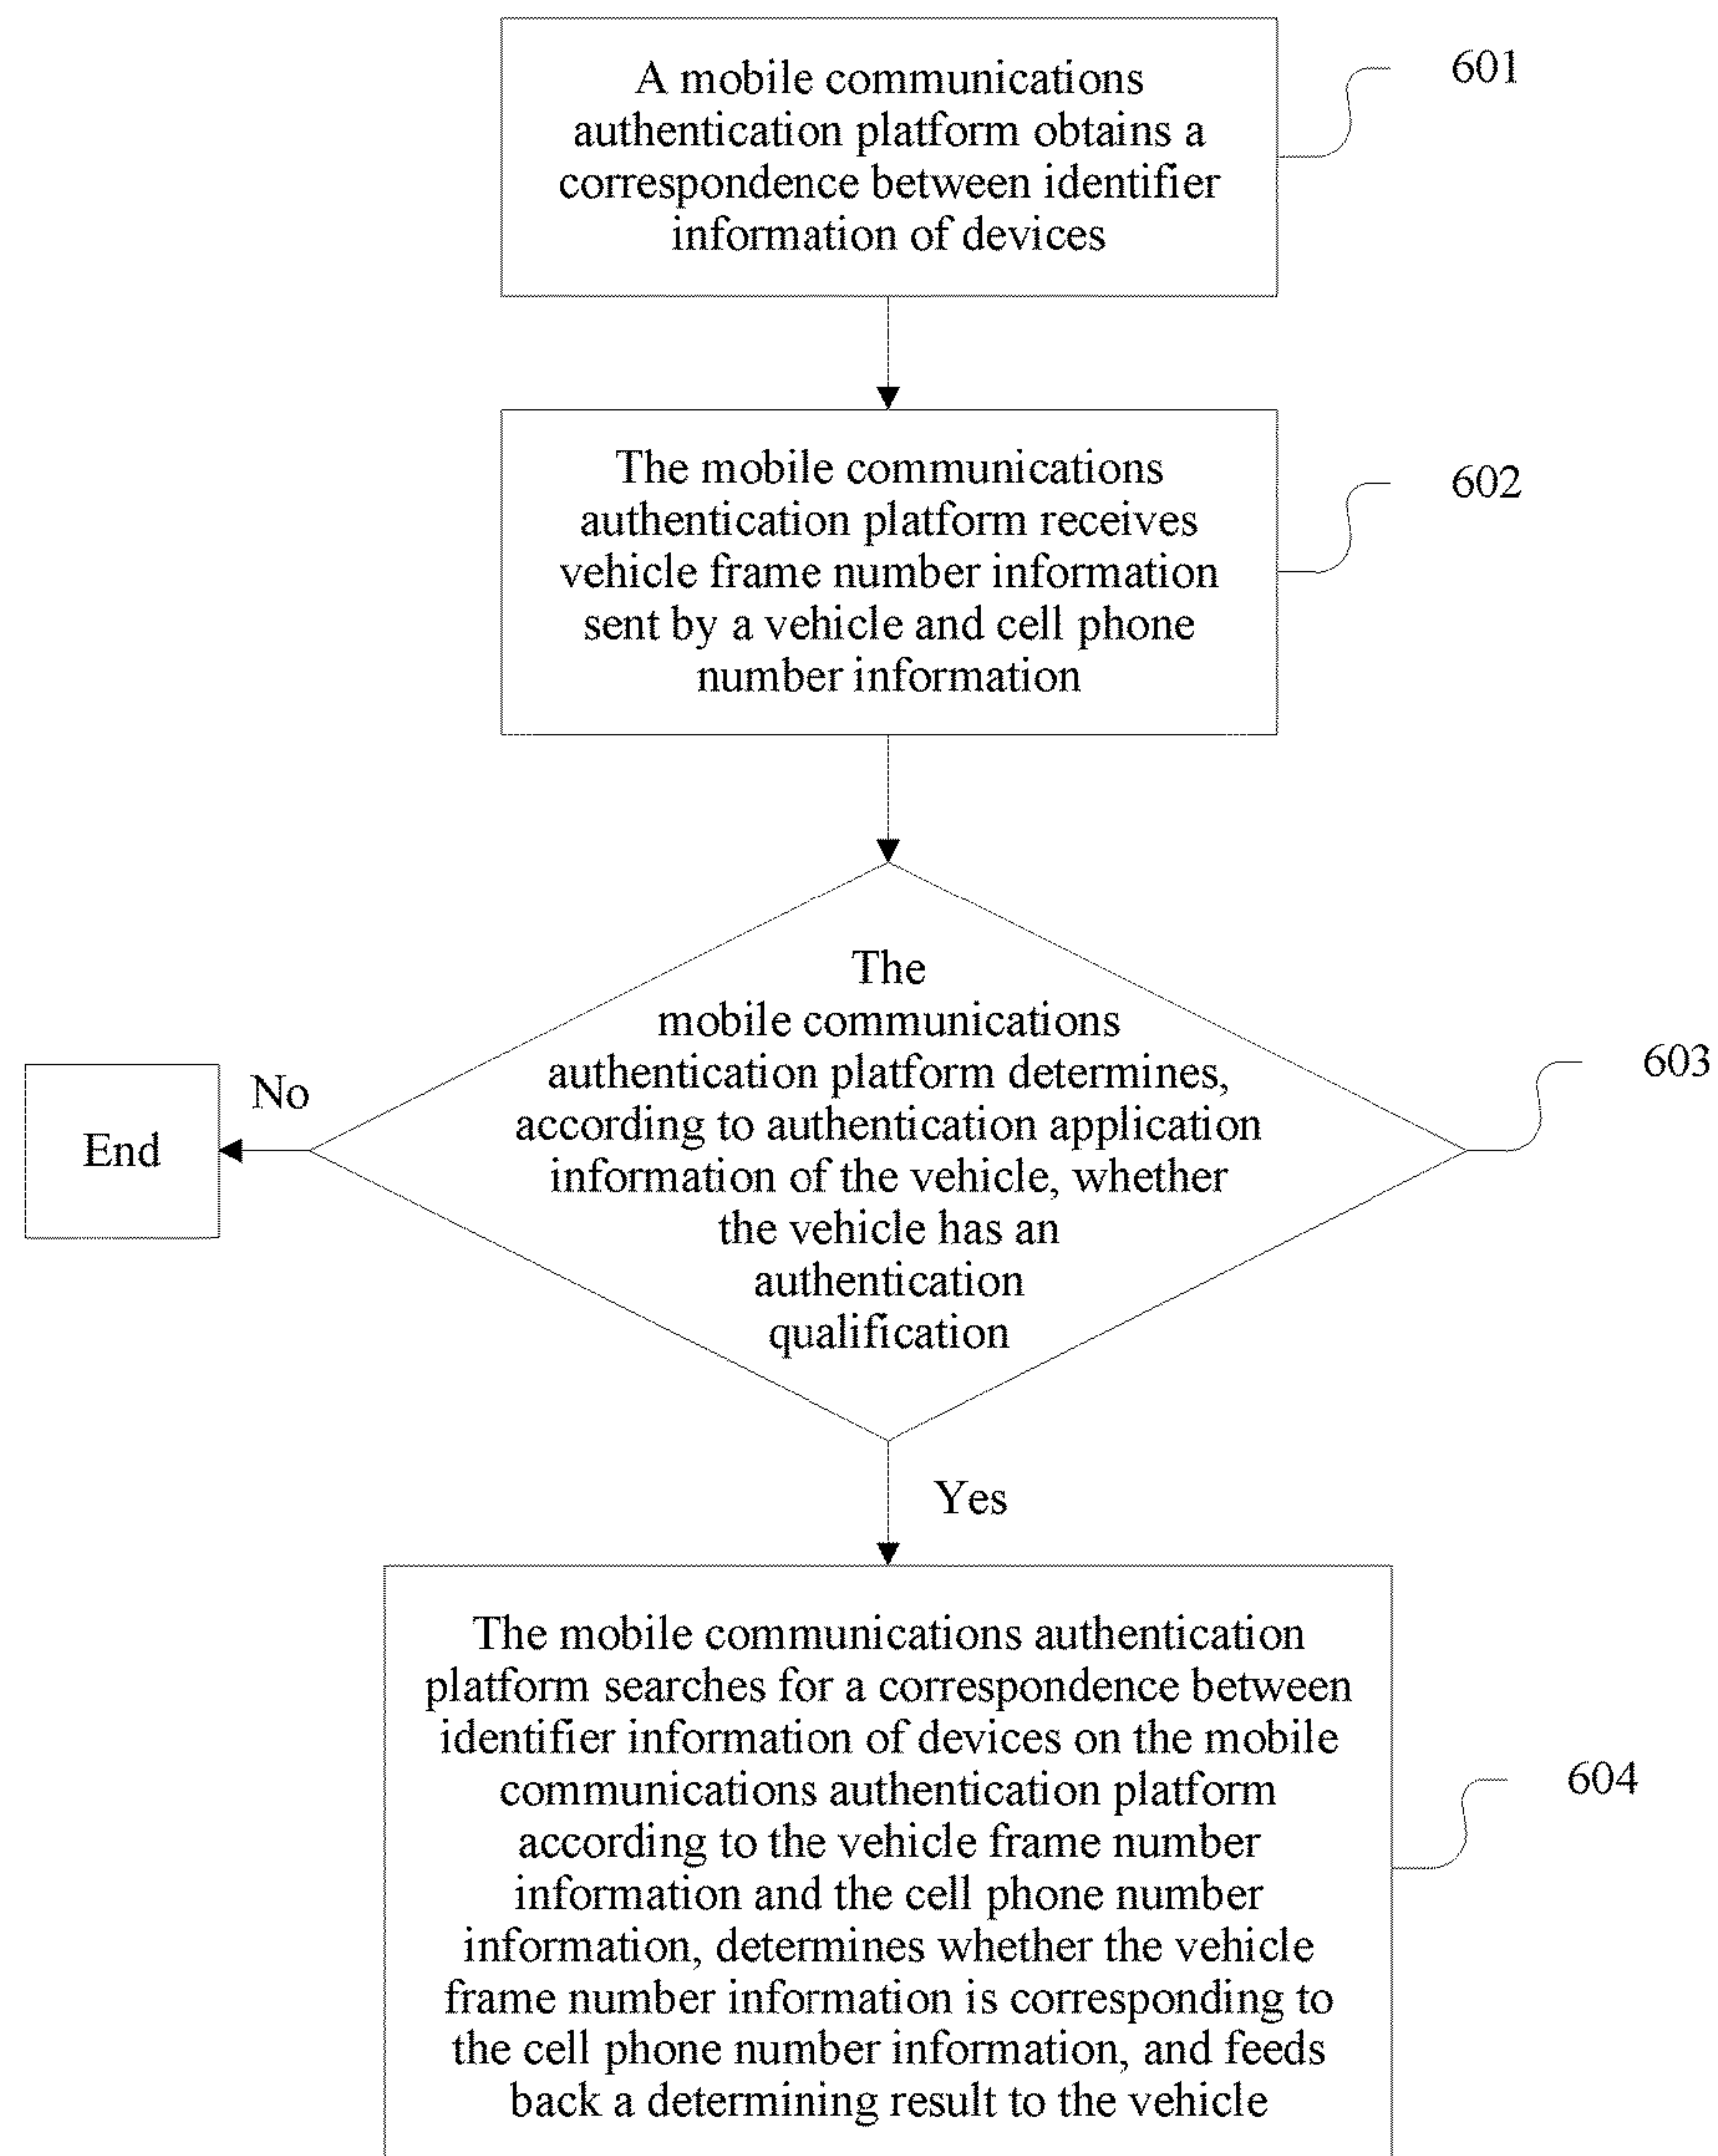 A mobile communications
authentication platform obtains a
correspondence between identifier
information of devices
601
The mobile communications
authentication platform receives
vehicle frame number information
sent by a vehicle and cell phone
number information
602
The
mobile communications
authentication platform determines,
according to authentication application
information of the vehicle, whether
the vehicle has an
authentication
qualification
603
No
End
Yes
The mobile communications authentication
platform searches for a correspondence between
identifier information of devices on the mobile
communications authentication platform
according to the vehicle frame number
information and the cell phone number
information, determines whether the vehicle
frame number information is corresponding to
the cell phone number information, and feeds
back a determining result to the vehicle
604